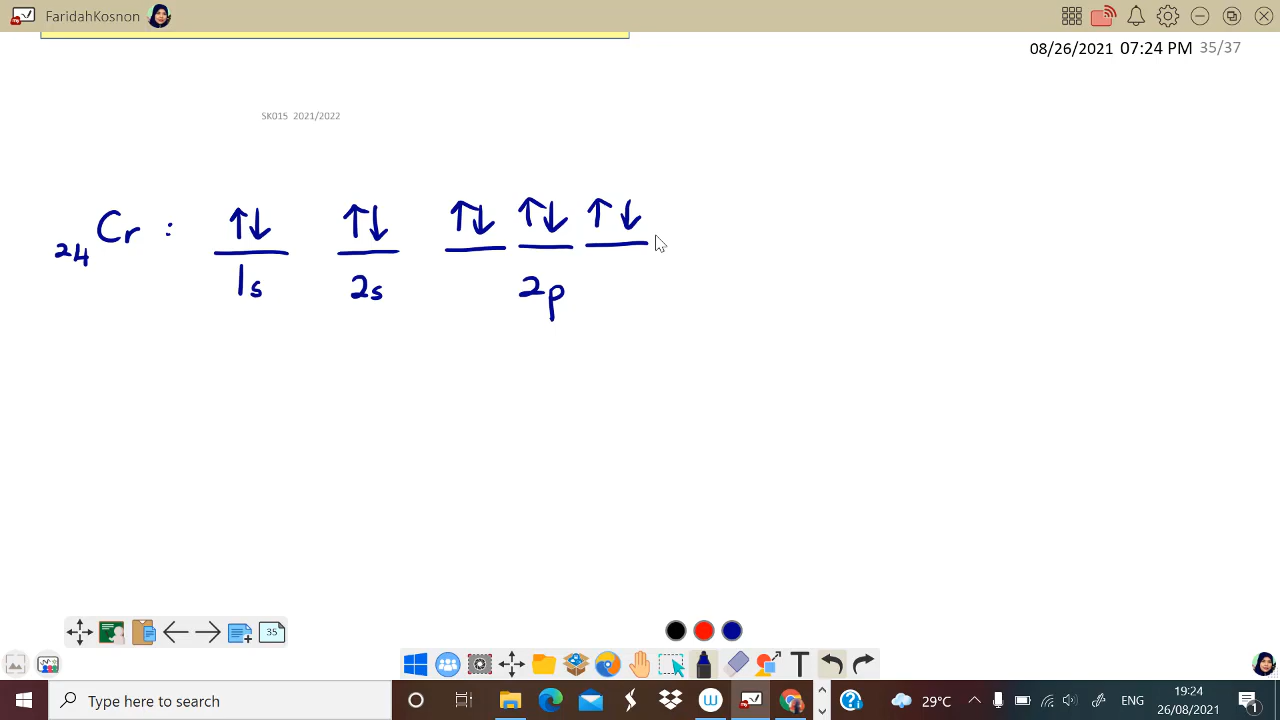 FaridahKosnon
08/26/2021 07:24 PM 35/37
SK015 2021/2022
24Cr : ↑↓ ↑↓ ↑↓ ↑↓ ↑↓
1s 2s 2p
35
T
Type here to search
W
29°C
ENG
19:24
26/08/2021
1